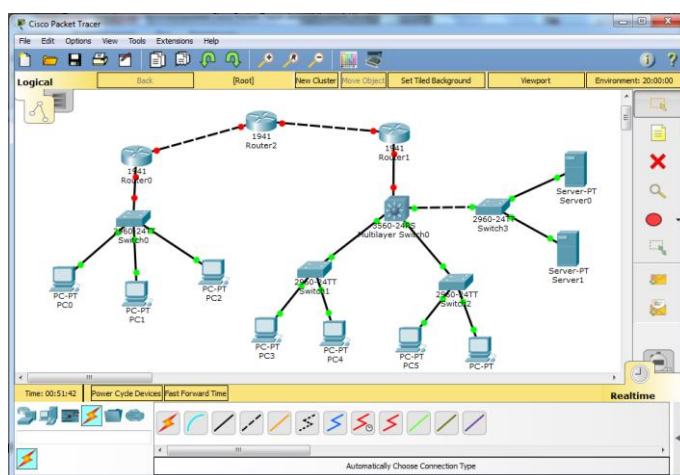 Cisco Packet Tracer
File Edit Options View Tools Extensions Help
Logical Back [Root] New Cluster Move Object Set Tiled Background Viewport Environment: 20:00:00
1941
Router2
1941
Router1
1941
Router0
Server-PT
Server0
3560-24PS
Multilayer Switch0
2960-24TT
Switch3
2960-24TT
Switch0
Server-PT
Server1
2960-24TT
Switch1
2960-24TT
Switch2
PC-PT
PC0
PC-PT
PC1
PC-PT
PC2
PC-PT
PC3
PC-PT
PC4
PC-PT
PC5
PC-PT
Time: 00:51:42 Power Cycle Devices Fast Forward Time Realtime
Automatically Choose Connection Type